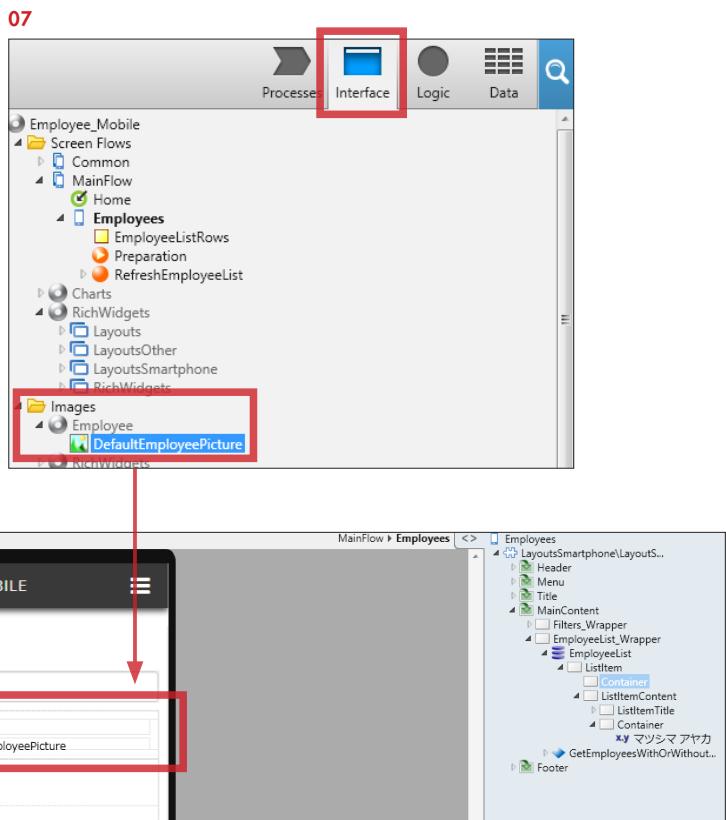 07
Processes Interface Logic Data
Employee_Mobile
Screen Flows
Common
MainFlow
Home
Employees
EmployeeListRows
Preparation
RefreshEmployeeList
Charts
RichWidgets
Layouts
LayoutsOther
LayoutsSmartphone
RichWidgets
Images
Employee
DefaultEmployeePicture
RichWidgets
MainFlow Employees <>
BILE
ployeePicture
Employees
LayoutsSmartphone\LayoutS...
Header
Menu
Title
MainContent
Filters_Wrapper
EmployeeList_Wrapper
EmployeeList
ListItem
Container
ListItemContent
ListItemTitle
Container
x.y マツシマ アヤカ
GetEmployeesWithOrWithout...
Footer